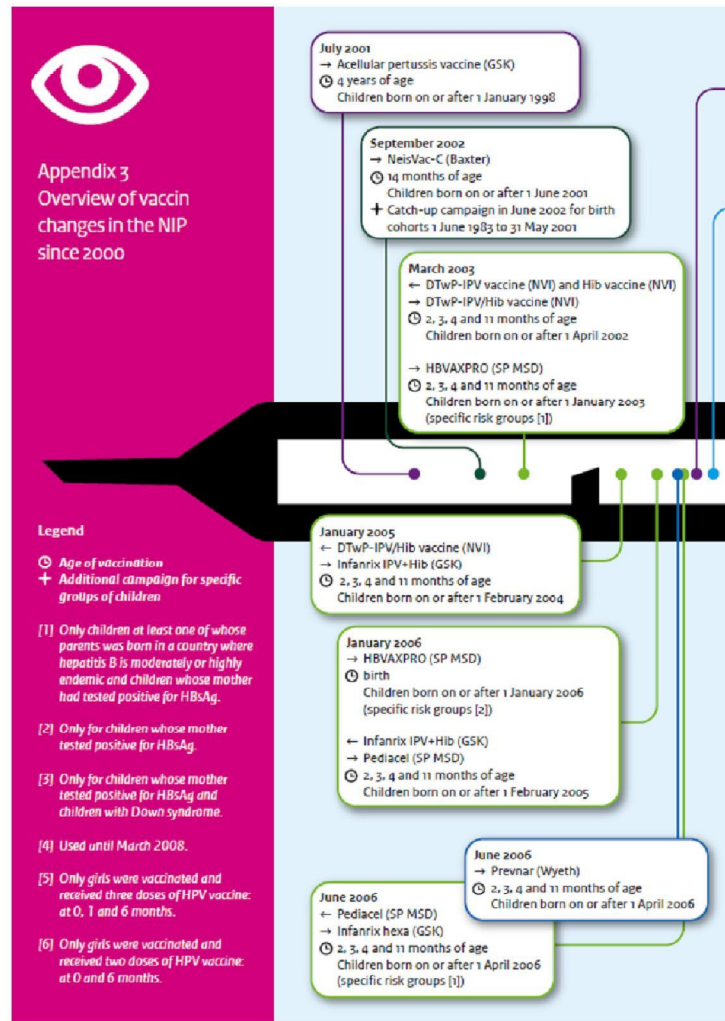 Appendix 3
Overview of vaccin
changes in the NIP
since 2000
July 2001
→ Acellular pertussis vaccine (GSK)
4 years of age
Children born on or after 1 January 1998
September 2002
→ NeisVac-C (Baxter)
14 months of age
Children born on or after 1 June 2001
+ Catch-up campaign in June 2002 for birth
cohorts 1 June 1983 to 31 May 2001
March 2003
← DTwP-IPV vaccine (NVI) and Hib vaccine (NVI)
→ DTwP-IPV/Hib vaccine (NVI)
2, 3, 4 and 11 months of age
Children born on or after 1 April 2002
→ HBVAXPRO (SP MSD)
2, 3, 4 and 11 months of age
Children born on or after 1 January 2003
(specific risk groups [1])
Legend
Age of vaccination
+ Additional campaign for specific
groups of children
[1] Only children at least one of whose
parents was born in a country where
hepatitis B is moderately or highly
endemic and children whose mother
had tested positive for HBsAg.
[2] Only for children whose mother
tested positive for HBsAg.
[3] Only for children whose mother
tested positive for HBsAg and
children with Down syndrome.
[4] Used until March 2008.
[5] Only girls were vaccinated and
received three doses of HPV vaccine:
at 0, 1 and 6 months.
[6] Only girls were vaccinated and
received two doses of HPV vaccine:
at 0 and 6 months.
January 2005
← DTwP-IPV/Hib vaccine (NVI)
→ Infanrix IPV+Hib (GSK)
2, 3, 4 and 11 months of age
Children born on or after 1 February 2004
January 2006
→ HBVAXPRO (SP MSD)
birth
Children born on or after 1 January 2006
(specific risk groups [2])
← Infanrix IPV+Hib (GSK)
→ Pediacel (SP MSD)
2, 3, 4 and 11 months of age
Children born on or after 1 February 2005
June 2006
→ Prevnar (Wyeth)
2, 3, 4 and 11 months of age
Children born on or after 1 April 2006
June 2006
← Pediacel (SP MSD)
→ Infanrix hexa (GSK)
2, 3, 4 and 11 months of age
Children born on or after 1 April 2006
(specific risk groups [1])